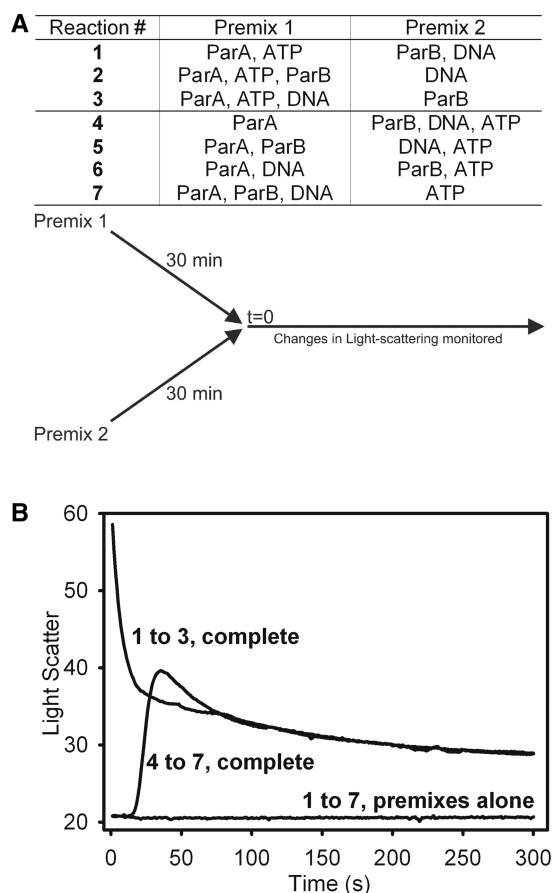 A
Reaction # Premix 1 Premix 2
1 ParA, ATP ParB, DNA
2 ParA, ATP, ParB DNA
3 ParA, ATP, DNA ParB
4 ParA ParB, DNA, ATP
5 ParA, ParB DNA, ATP
6 ParA, DNA ParB, ATP
7 ParA, ParB, DNA ATP
Premix 1
30 min
t=0
Changes in Light-scattering monitored
30 min
Premix 2
B
60
50
40
30
20
Light Scatter
1 to 3, complete
4 to 7, complete
1 to 7, premixes alone
0 50 100 150 200 250 300
Time (s)